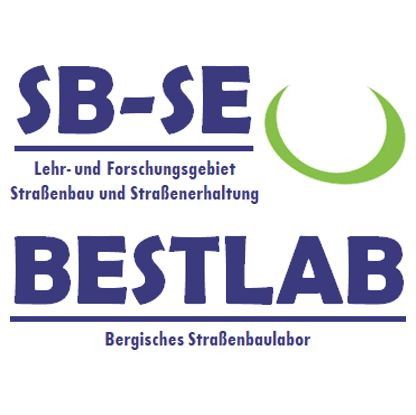 SB-SE
Lehr- und Forschungsgebiet
Straßenbau und Straßenerhaltung
BESTLAB
Bergisches Straßenbaulabor